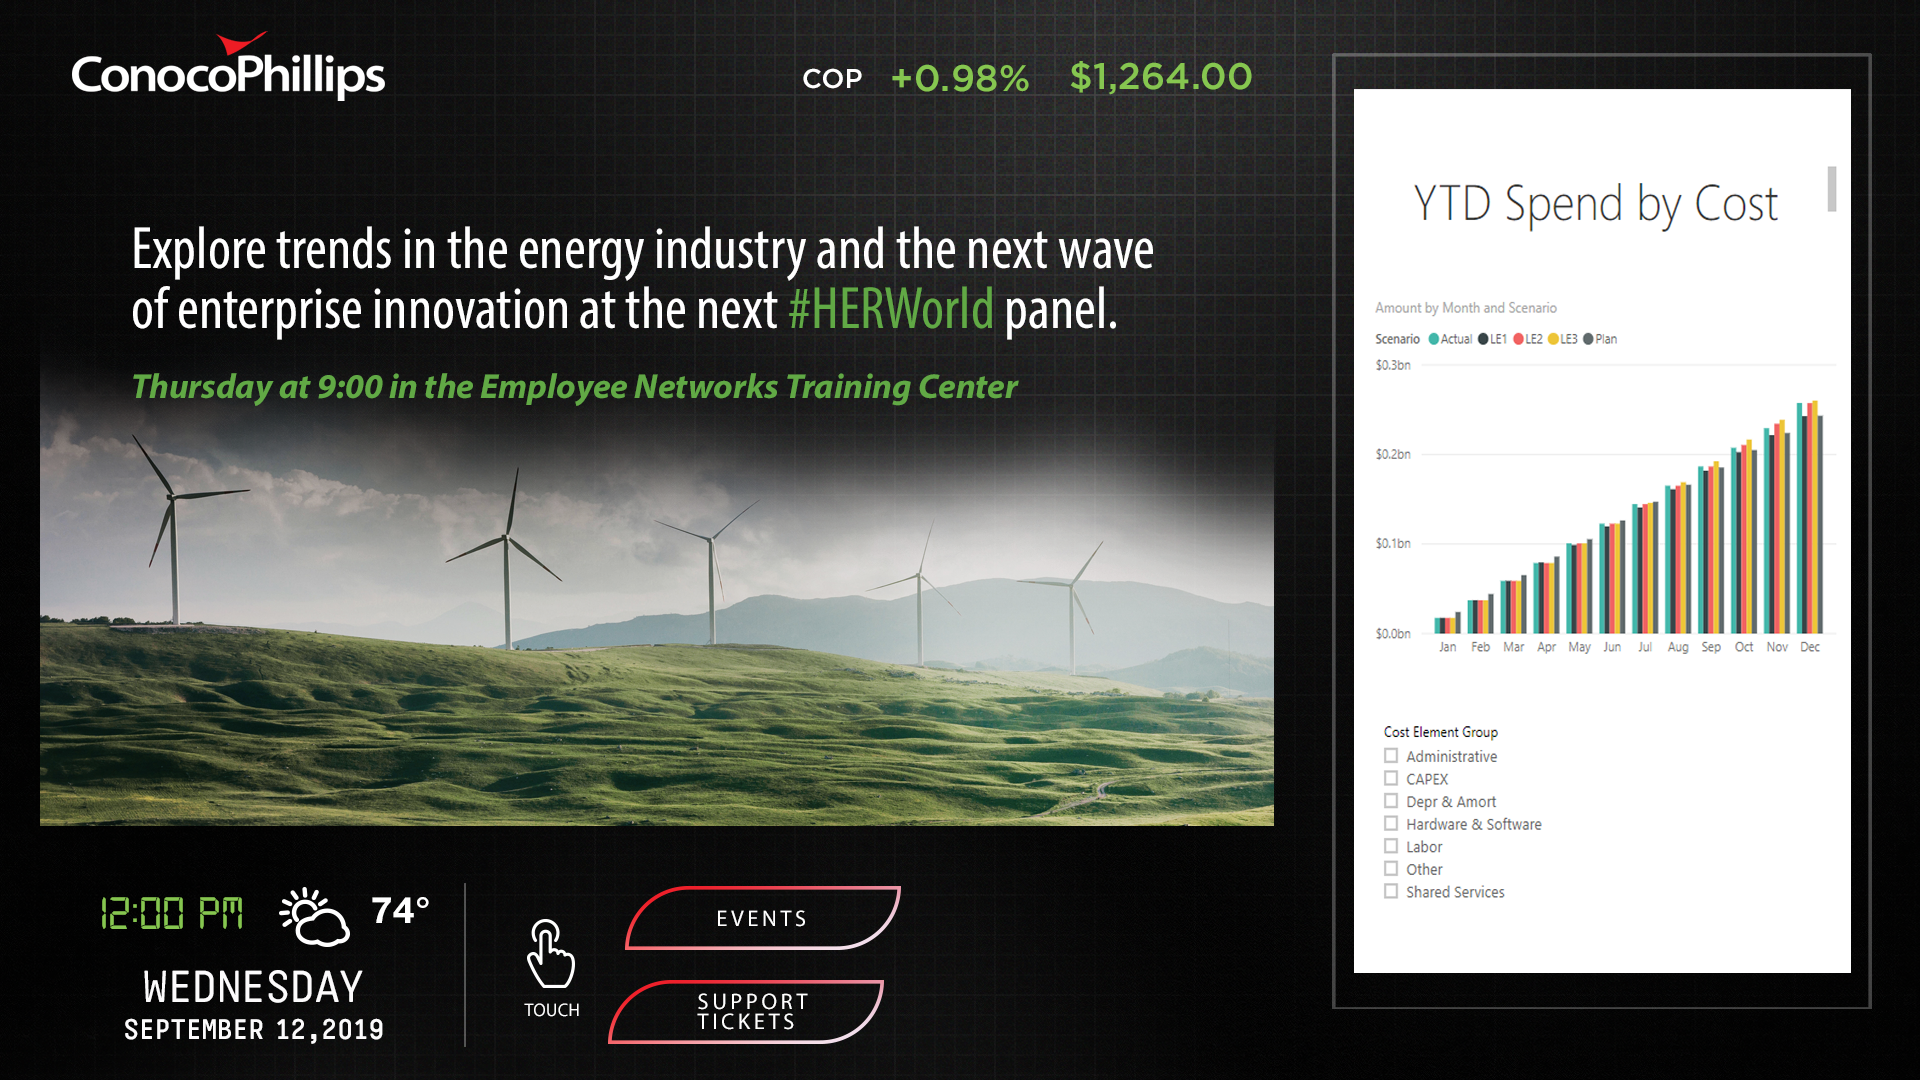 ConocoPhillips
COP +0.98% $1,264.00
Explore trends in the energy industry and the next wave
of enterprise innovation at the next #HERWorld panel.
Thursday at 9:00 in the Employee Networks Training Center
12:00 PM 74°
WEDNESDAY
SEPTEMBER 12,2019
TOUCH
EVENTS
SUPPORT
TICKETS
YTD Spend by Cost
Amount by Month and Scenario
Scenario Actual LE1 LE2 LE3 Plan
$0.3bn
$0.2bn
$0.1bn
$0.0bn
Jan Feb Mar Apr May Jun Jul Aug Sep Oct Nov Dec
Cost Element Group
Administrative
CAPEX
Depr & Amort
Hardware & Software
Labor
Other
Shared Services